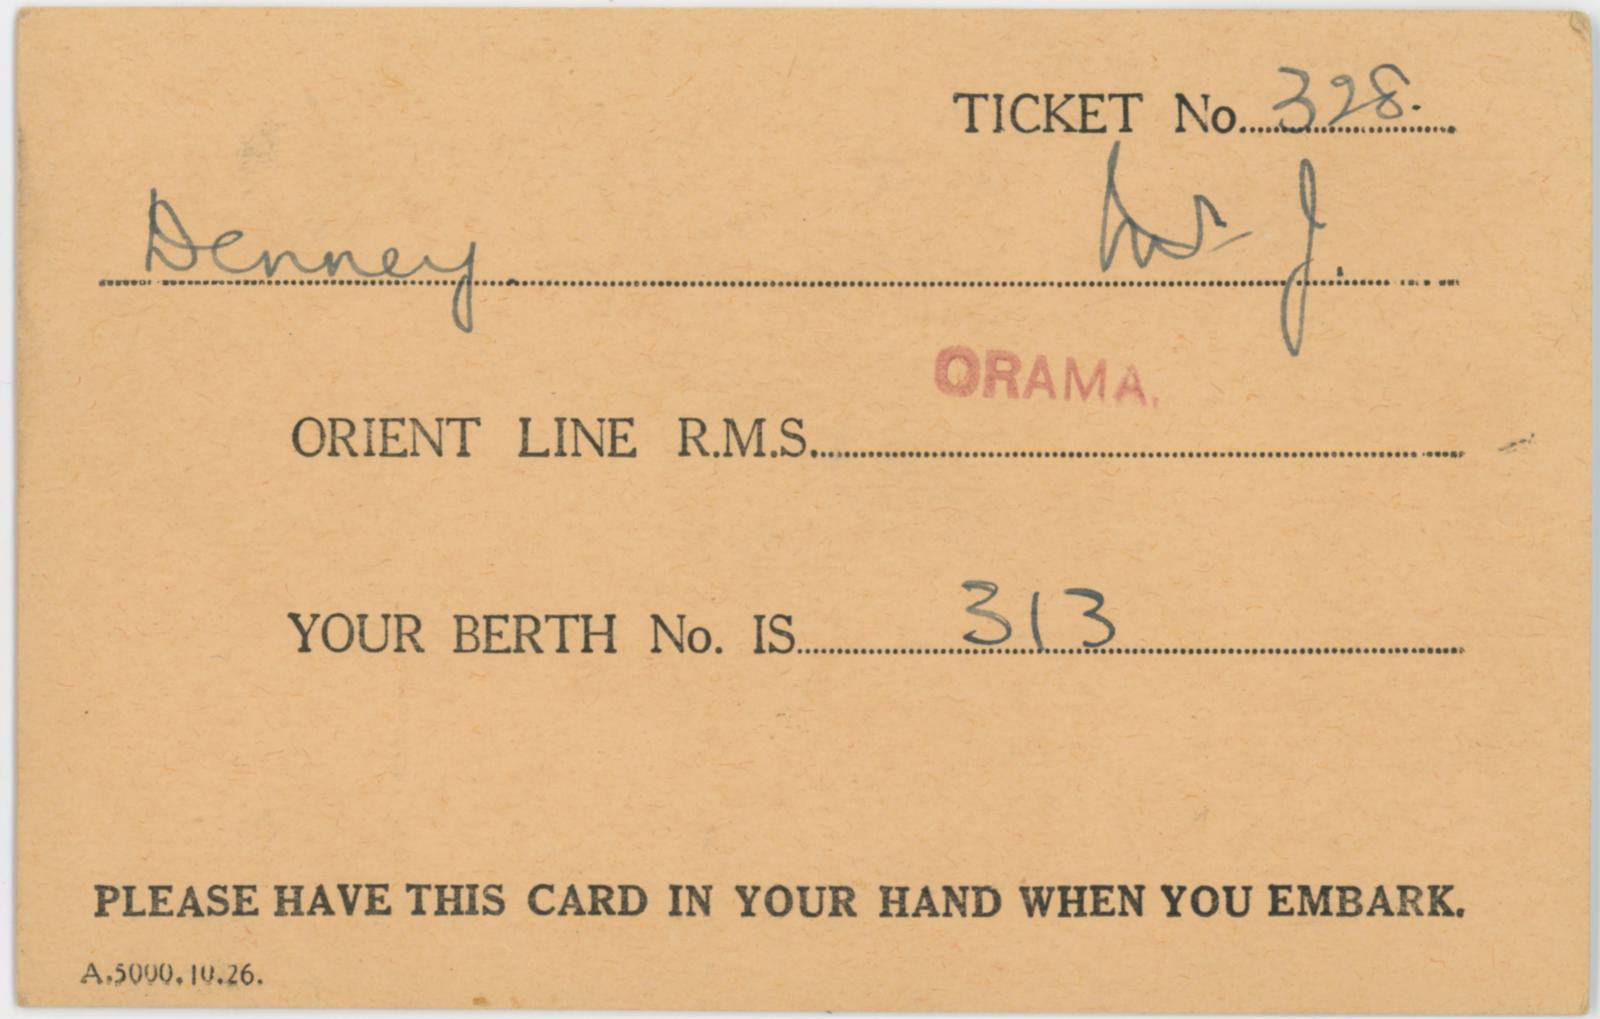 TICKET No. 328.
Denney Mr J.
ORAMA.
ORIENT LINE R.M.S.
YOUR BERTH No. IS 313
PLEASE HAVE THIS CARD IN YOUR HAND WHEN YOU EMBARK.
A.5000.10.26.